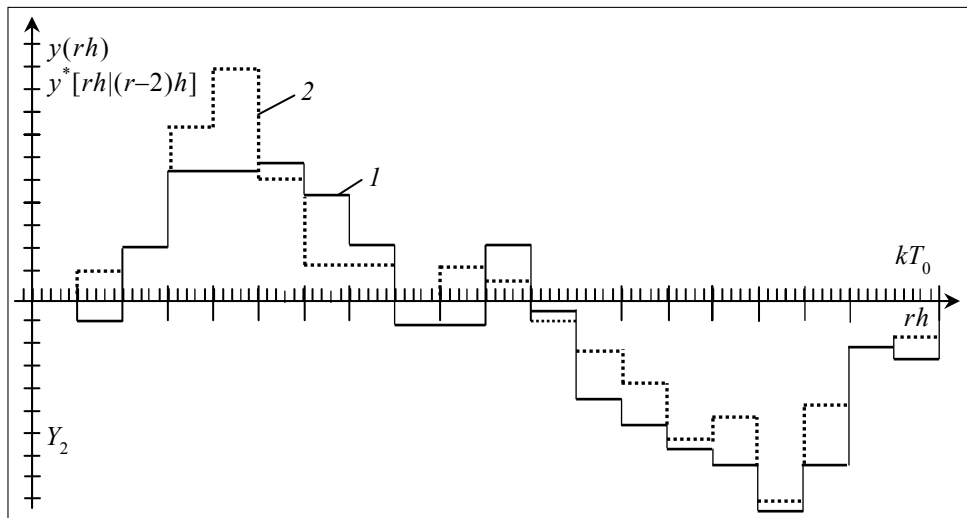 y(rh)
y*[rh|(r–2)h]
2
1
kT₀
rh
Y₂